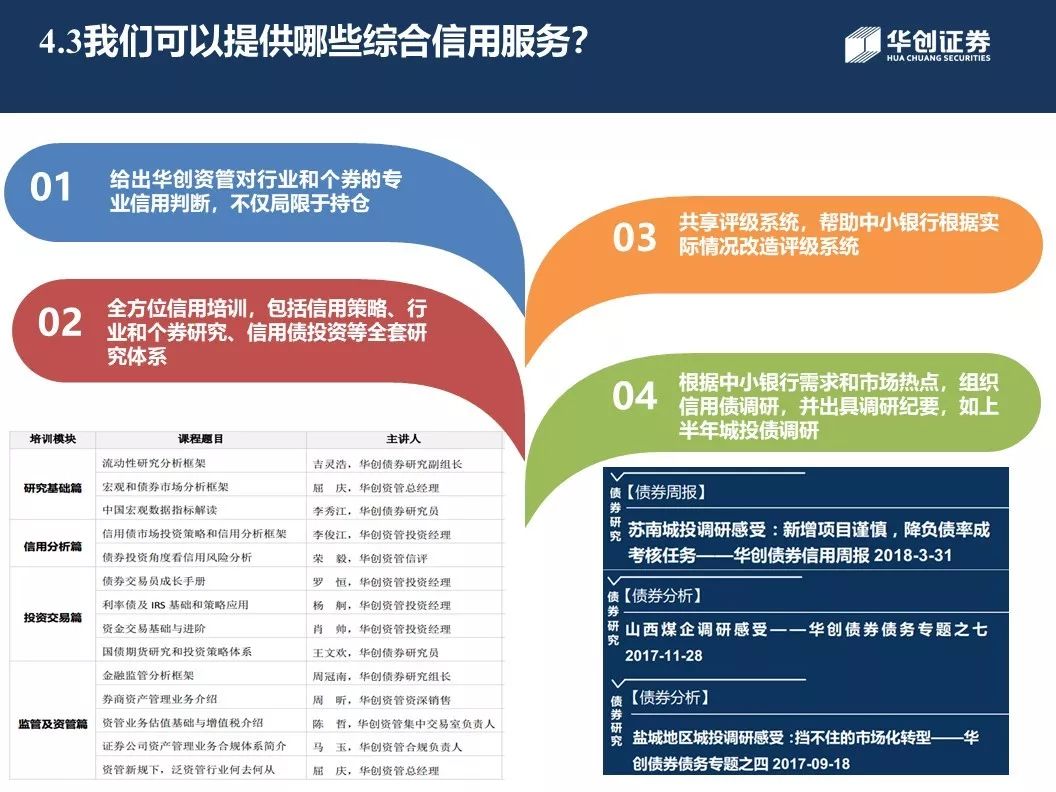 4.3我们可以提供哪些综合信用服务？
华创证券
HUA CHUANG SECURITIES
01
给出华创资管对行业和个券的专
业信用判断，不仅局限于持仓
02
全方位信用培训，包括信用策略、行
业和个券研究、信用债投资等全套研
究体系
03
共享评级系统，帮助中小银行根据实
际情况改造评级系统
04
根据中小银行需求和市场热点，组织
信用债调研，并出具调研纪要，如上
半年城投债调研
培训模块 课程题目 主讲人
研究基础篇
流动性研究分析框架 吉灵浩，华创债券研究副组长
宏观和债券市场分析框架 屈 庆，华创资管总经理
中国宏观数据指标解读 李秀江，华创债券研究员
信用分析篇
信用债市场投资策略和信用分析框架 李俊江，华创资管投资经理
债券投资角度看信用风险分析 荣 毅，华创资管信评
投资交易篇
债券交易员成长手册 罗 恒，华创资管投资经理
利率债及 IRS 基础和策略应用 杨 舸，华创资管投资经理
资金交易基础与进阶 肖 帅，华创资管投资经理
国债期货研究和投资策略体系 王文欢，华创债券研究员
监管及资管篇
金融监管分析框架 周冠南，华创债券研究组长
券商资产管理业务介绍 周 昕，华创资管资深销售
资管业务估值基础与增值税介绍 陈 哲，华创资管集中交易室负责人
证券公司资产管理业务合规体系简介 马 玉，华创资管合规负责人
资管新规下，泛资管行业何去何从 屈 庆，华创资管总经理
债券研究
【债券周报】
苏南城投调研感受：新增项目谨慎，降负债率成
考核任务——华创债券信用周报 2018-3-31
债券研究
【债券分析】
山西煤企调研感受——华创债券债务专题之七
2017-11-28
债券研究
【债券分析】
盐城地区城投调研感受：挡不住的市场化转型——华
创债券债务专题之四 2017-09-18